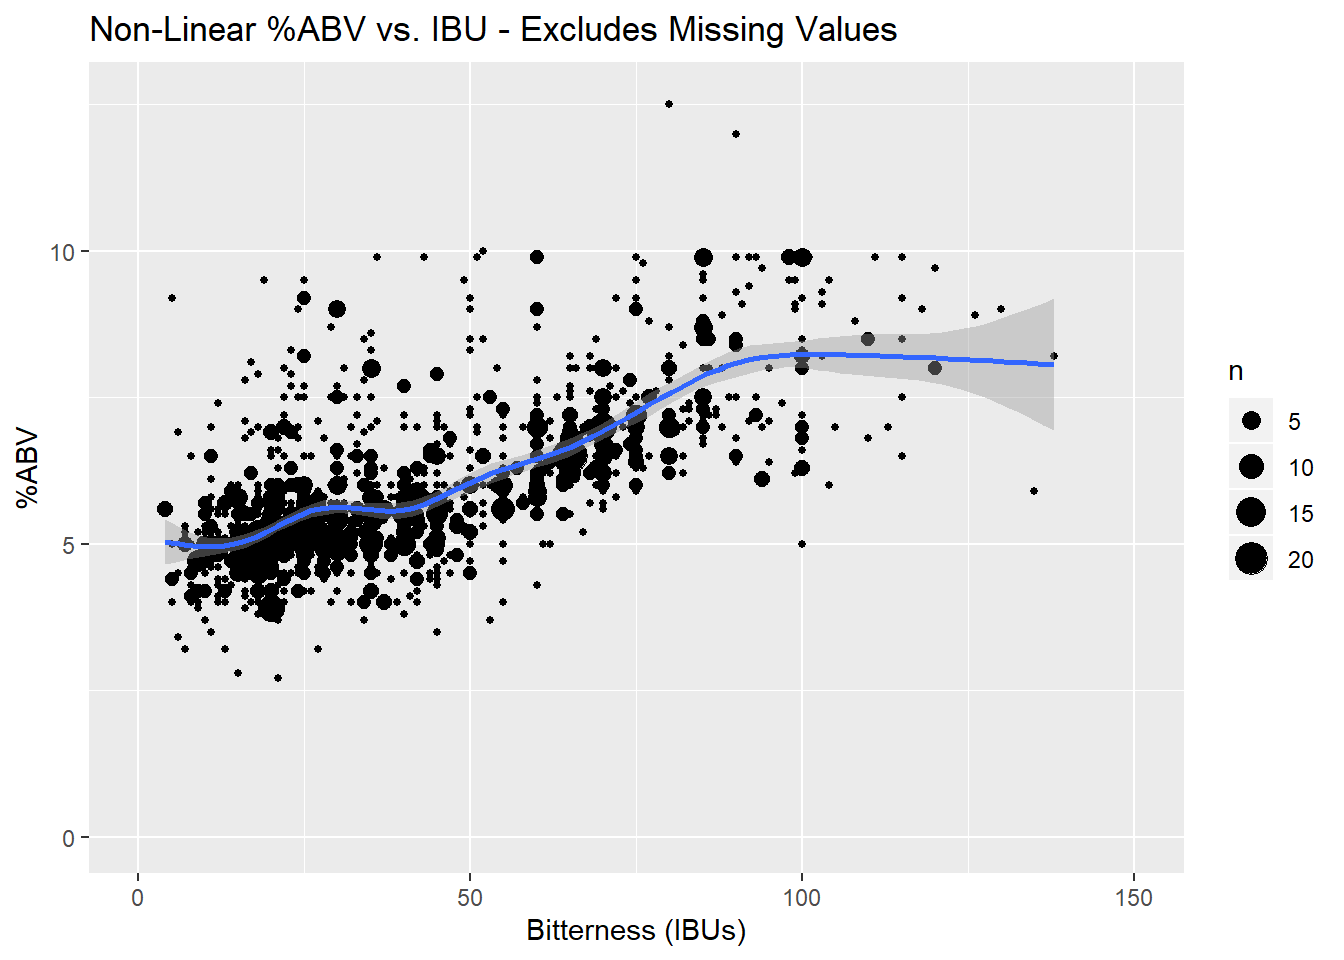 Non-Linear %ABV vs. IBU - Excludes Missing Values
%ABV
10
5
0
0
50
100
150
Bitterness (IBUs)
n
5
10
15
20